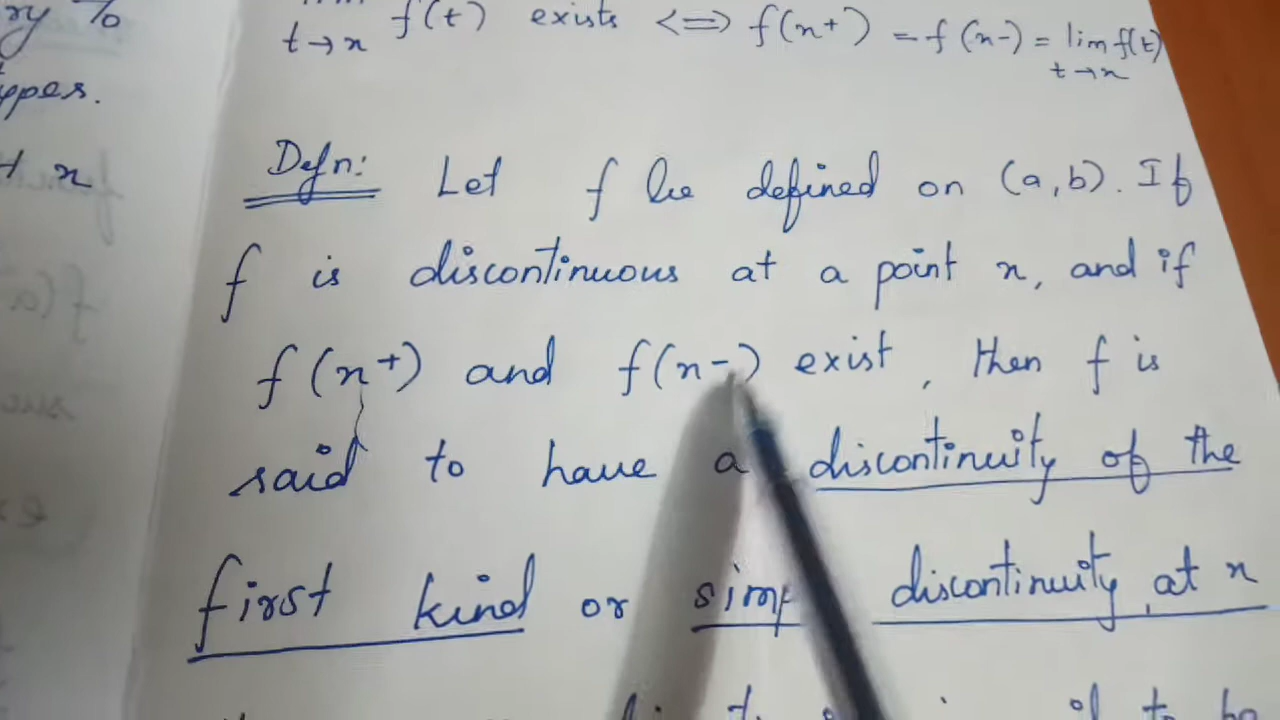 f(t) exists <=> f(x+) = f(x-) = lim f(t)
t→x t→x
Defn: Let f be defined on (a,b). If
f is discontinuous at a point x, and if
f(x+) and f(x-) exist, then f is
said to have a discontinuity of the
first kind or discontinuity at x